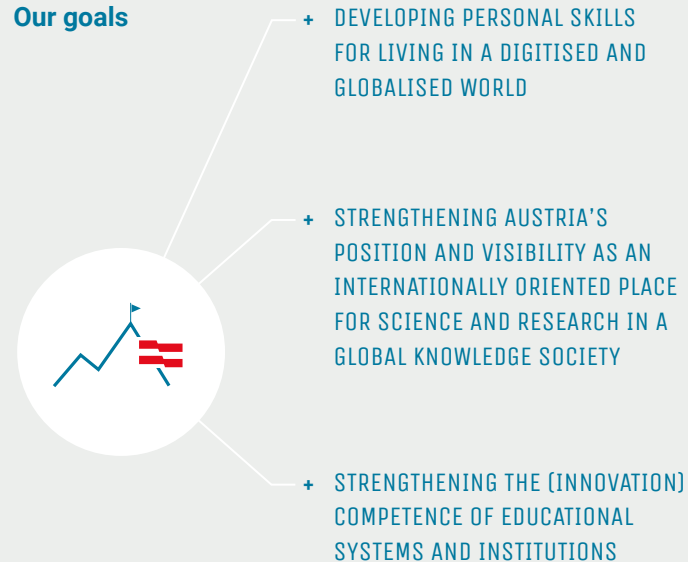 Our goals
+ DEVELOPING PERSONAL SKILLS
FOR LIVING IN A DIGITISED AND
GLOBALISED WORLD
+ STRENGTHENING AUSTRIA'S
POSITION AND VISIBILITY AS AN
INTERNATIONALLY ORIENTED PLACE
FOR SCIENCE AND RESEARCH IN A
GLOBAL KNOWLEDGE SOCIETY
+ STRENGTHENING THE (INNOVATION)
COMPETENCE OF EDUCATIONAL
SYSTEMS AND INSTITUTIONS